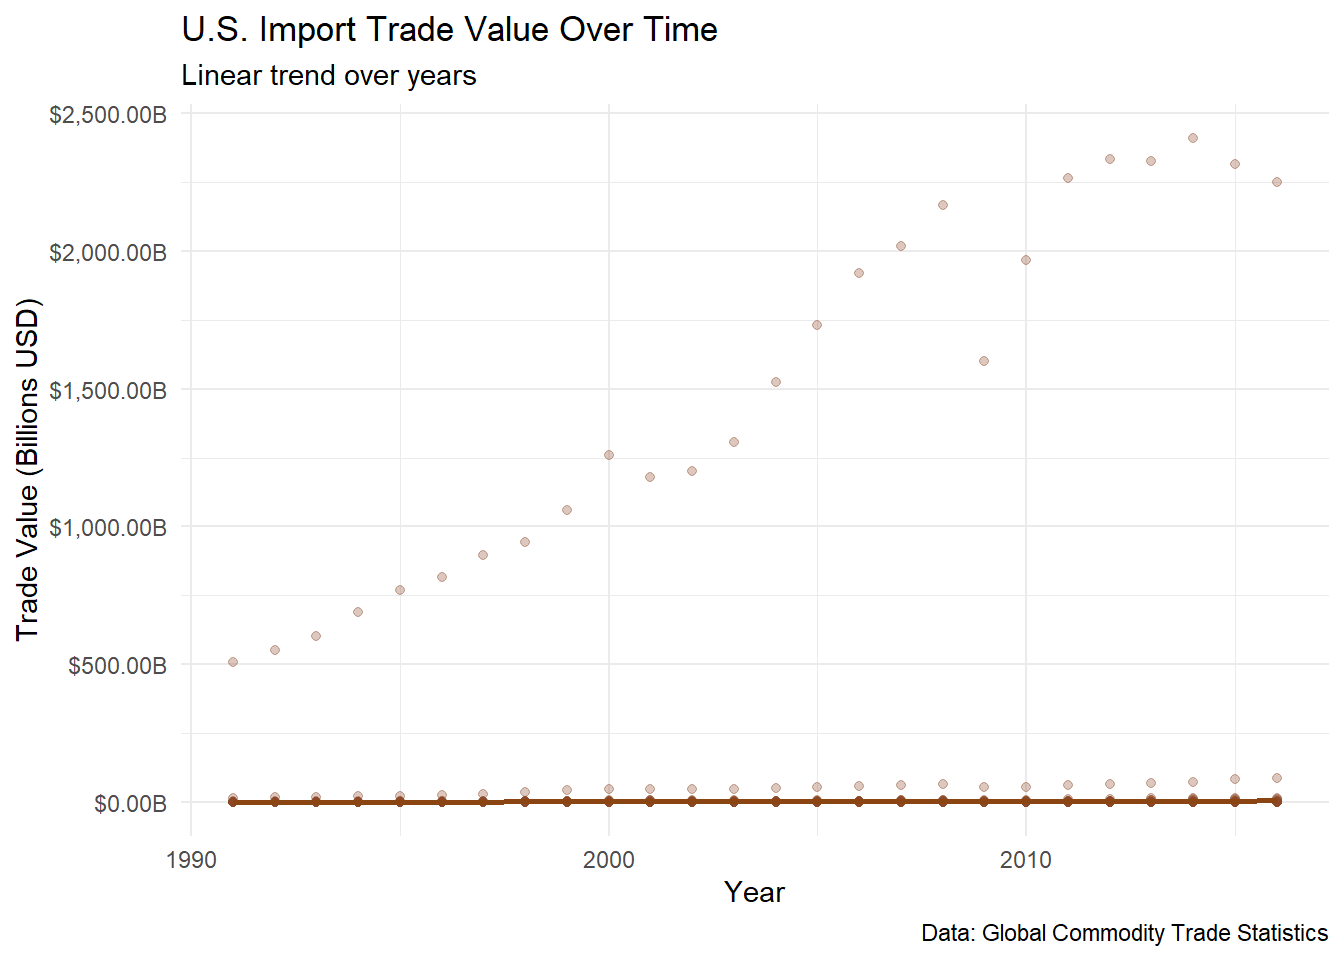 U.S. Import Trade Value Over Time
Linear trend over years
$2,500.00B
$2,000.00B
$1,500.00B
$1,000.00B
$500.00B
$0.00B
Trade Value (Billions USD)
1990
2000
2010
Year
Data: Global Commodity Trade Statistics